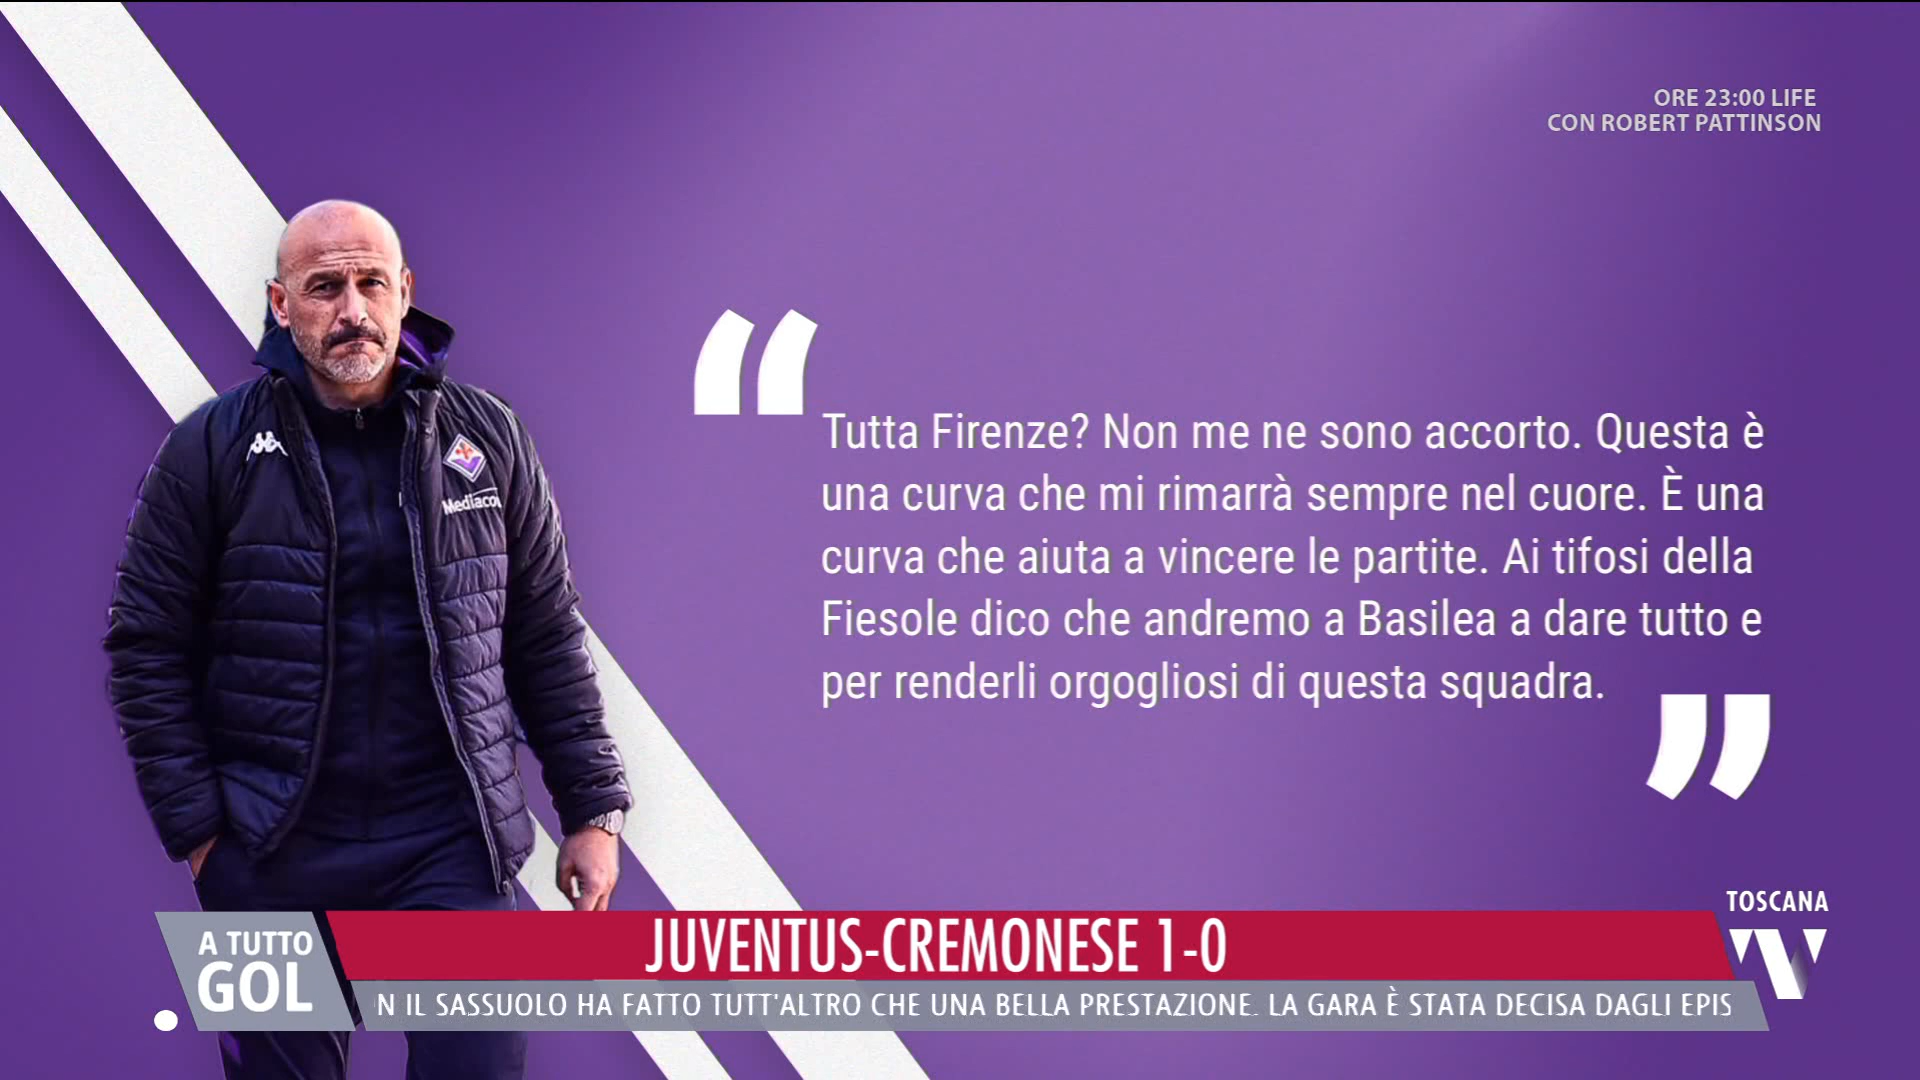 ORE 23:00 LIFE
CON ROBERT PATTINSON
“
Tutta Firenze? Non me ne sono accorto. Questa è
una curva che mi rimarrà sempre nel cuore. È una
curva che aiuta a vincere le partite. Ai tifosi della
Fiesole dico che andremo a Basilea a dare tutto e
per renderli orgogliosi di questa squadra.
”
Mediacom
TOSCANA
TV
A TUTTO
GOL
JUVENTUS-CREMONESE 1-0
N IL SASSUOLO HA FATTO TUTT'ALTRO CHE UNA BELLA PRESTAZIONE. LA GARA È STATA DECISA DAGLI EPIS